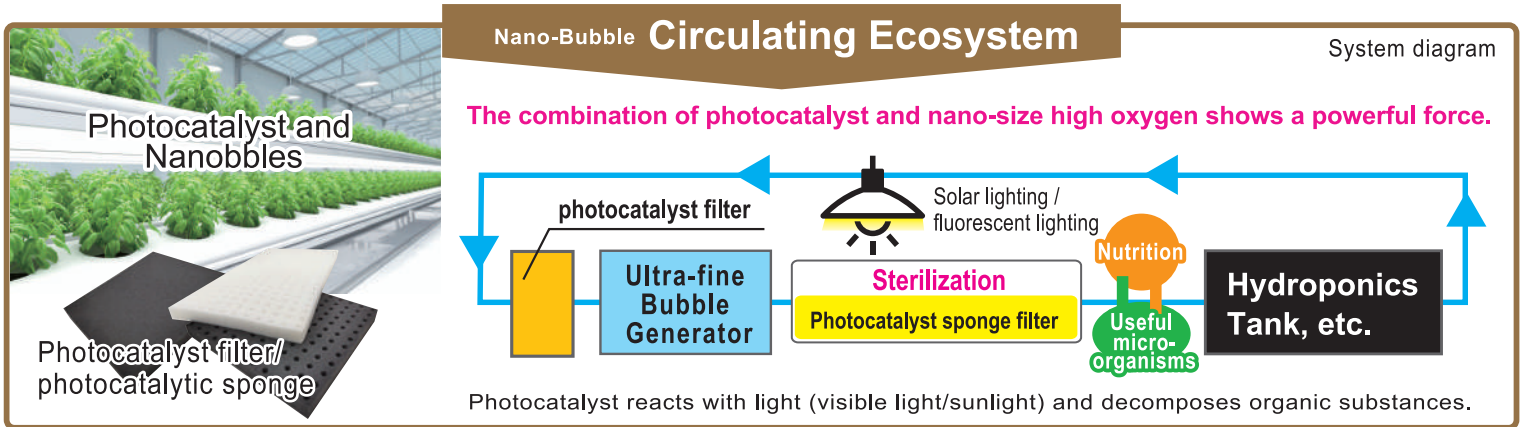 Nano-Bubble Circulating Ecosystem
System diagram
Photocatalyst and
Nanobbles
Photocatalyst filter/
photocatalytic sponge
The combination of photocatalyst and nano-size high oxygen shows a powerful force.
photocatalyst filter
Solar lighting /
fluorescent lighting
Ultra-fine
Bubble
Generator
Sterilization
Photocatalyst sponge filter
Nutrition
Useful
micro-
organisms
Hydroponics
Tank, etc.
Photocatalyst reacts with light (visible light/sunlight) and decomposes organic substances.